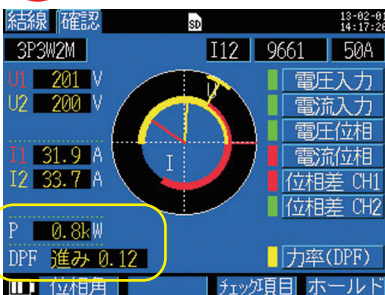 結線 確認 SD 13-02-01
14:17:28
3P3W2M I12 9661 50A
U1 201 V
U2 200 V
I1 31.9 A
I2 33.7 A
P 0.8kW
DPF 進み 0.12
U
I
電圧入力
電流入力
電圧位相
電流位相
位相差 CH1
位相差 CH2
力率(DPF)
位相角 チェック項目 ホールド